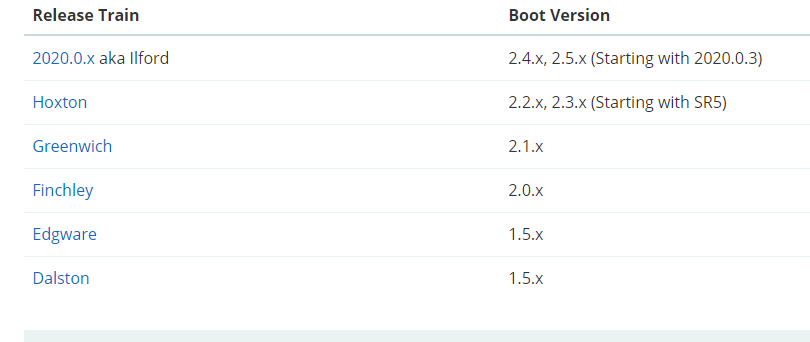 Release Train Boot Version
2020.0.x aka Ilford 2.4.x, 2.5.x (Starting with 2020.0.3)
Hoxton 2.2.x, 2.3.x (Starting with SR5)
Greenwich 2.1.x
Finchley 2.0.x
Edgware 1.5.x
Dalston 1.5.x